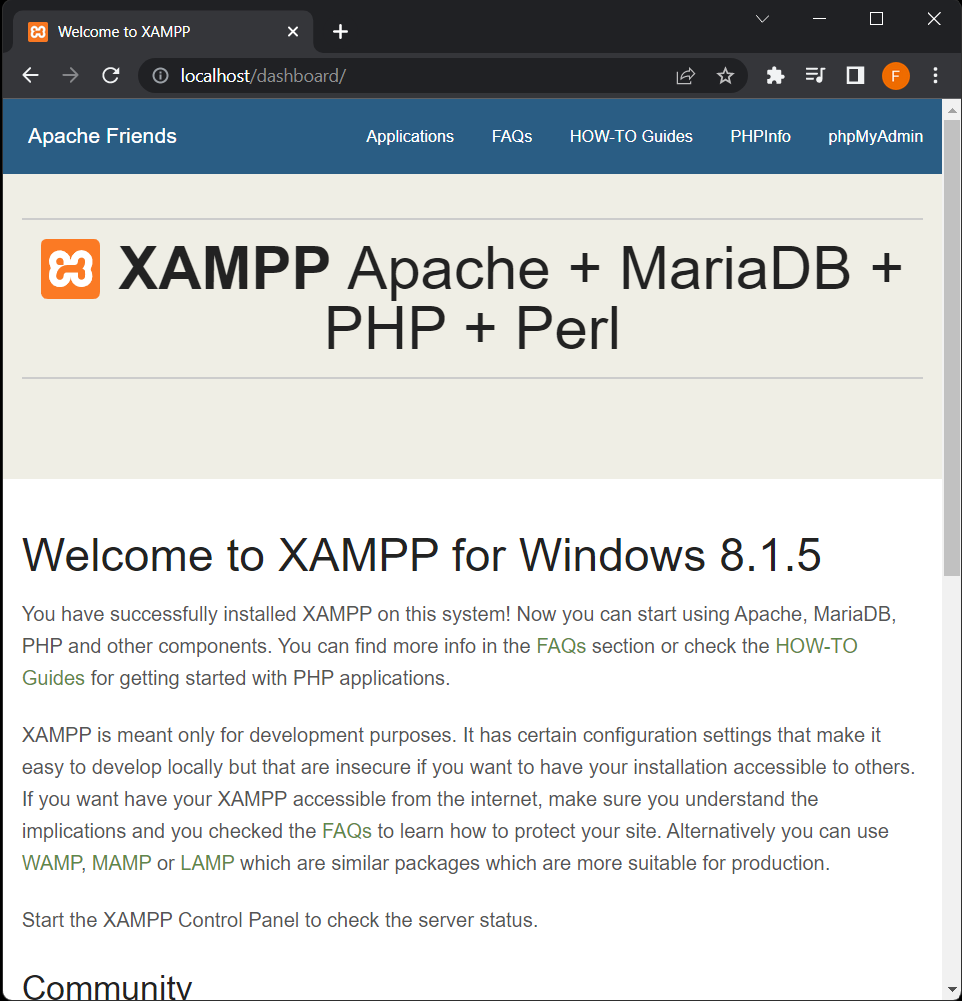 Welcome to XAMPP
localhost/dashboard/
F
Apache Friends
Applications
FAQs
HOW-TO Guides
PHPInfo
phpMyAdmin
XAMPP Apache + MariaDB +
PHP + Perl
Welcome to XAMPP for Windows 8.1.5
You have successfully installed XAMPP on this system! Now you can start using Apache, MariaDB,
PHP and other components. You can find more info in the FAQs section or check the HOW-TO
Guides for getting started with PHP applications.
XAMPP is meant only for development purposes. It has certain configuration settings that make it
easy to develop locally but that are insecure if you want to have your installation accessible to others.
If you want have your XAMPP accessible from the internet, make sure you understand the
implications and you checked the FAQs to learn how to protect your site. Alternatively you can use
WAMP, MAMP or LAMP which are similar packages which are more suitable for production.
Start the XAMPP Control Panel to check the server status.
Community